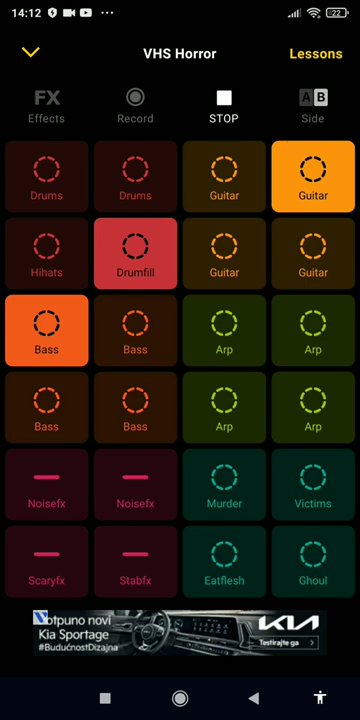 14:12 22
VHS Horror Lessons
FX A B
Effects Record STOP Side
Drums Drums Guitar Guitar
Hihats Drumfill Guitar Guitar
Bass Bass Arp Arp
Bass Bass Arp Arp
Noisefx Noisefx Murder Victims
Scaryfx Stabfx Eatflesh Ghoul
otpuno novi
Kia Sportage
#BudućnostDizajna
KIA
Testirajte ga